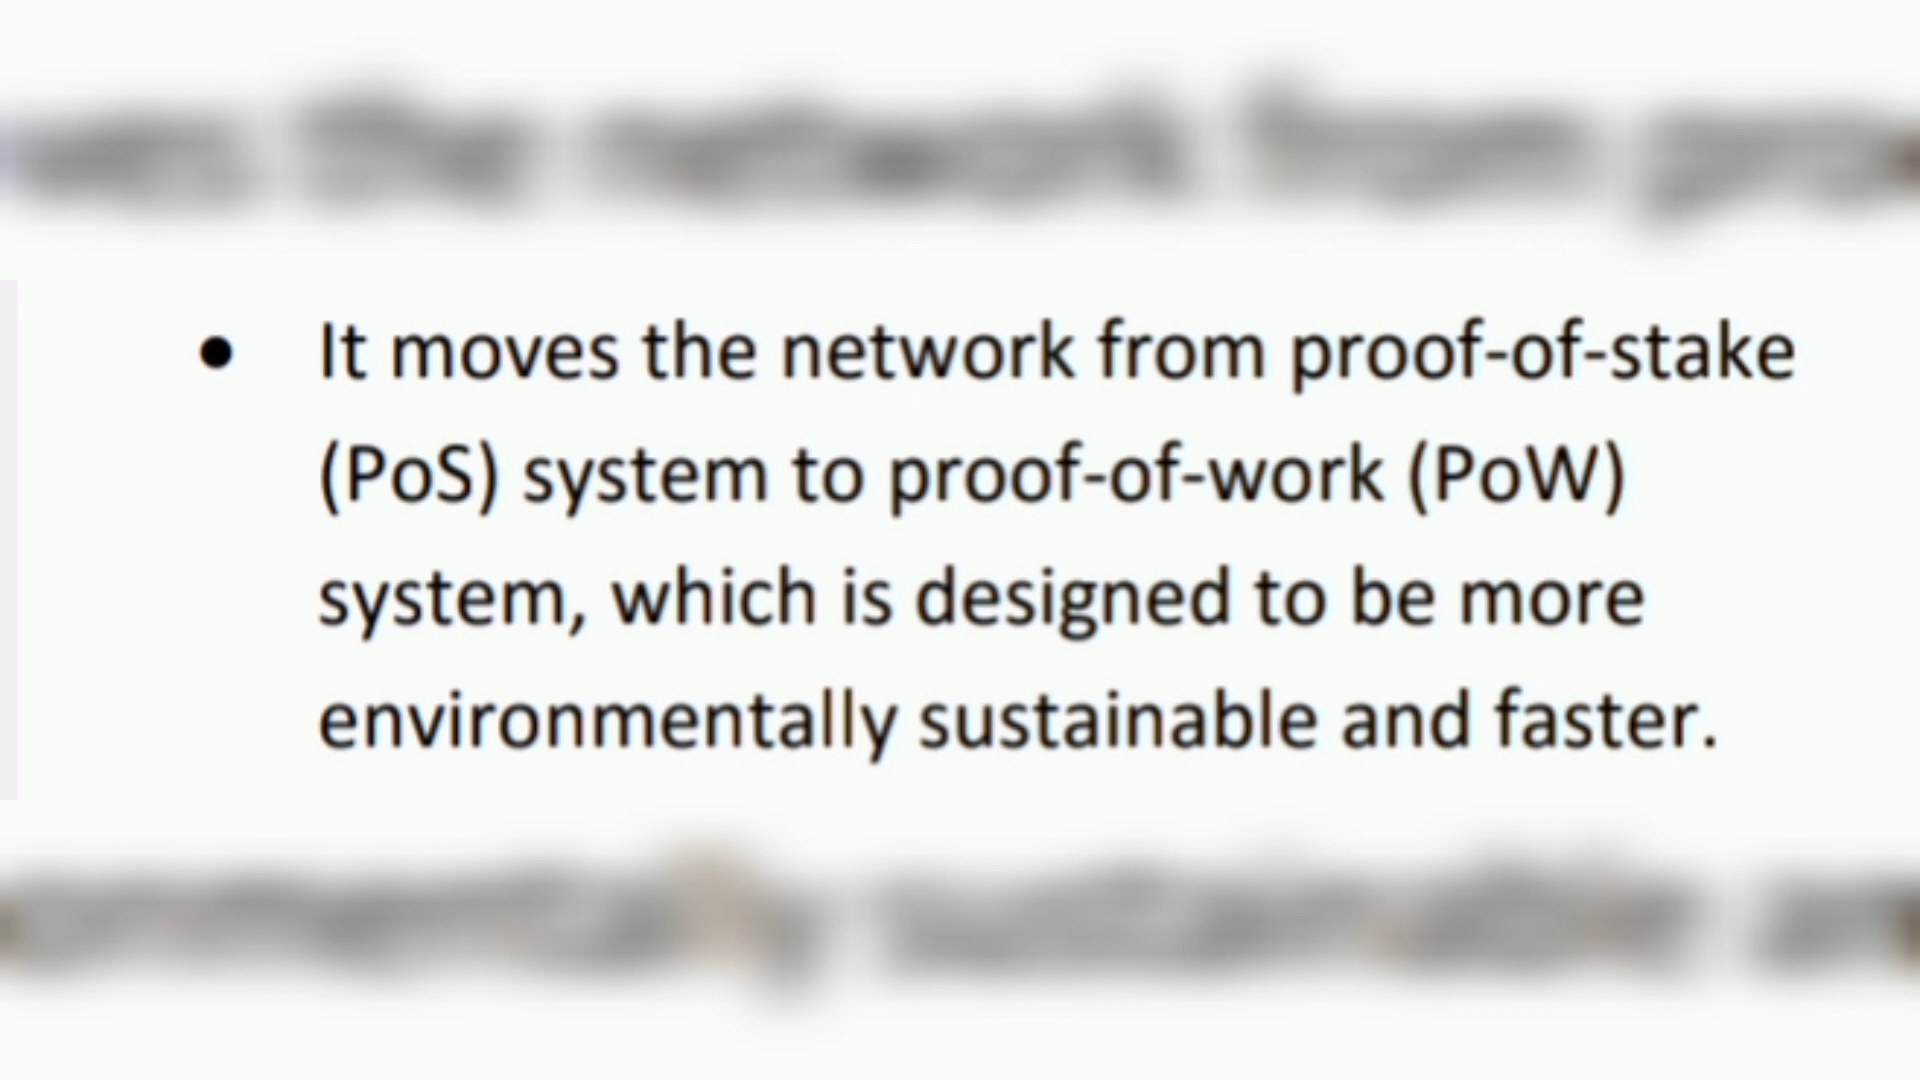 • It moves the network from proof-of-stake
(PoS) system to proof-of-work (PoW)
system, which is designed to be more
environmentally sustainable and faster.